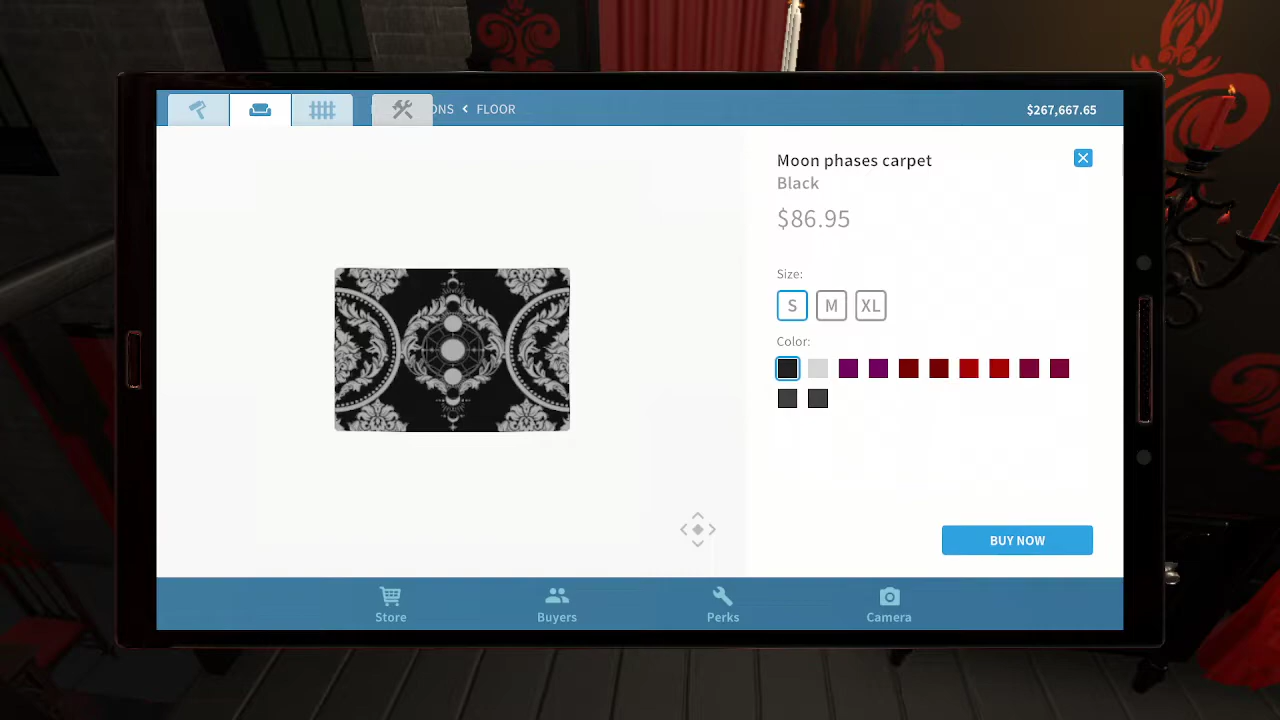 ONS < FLOOR
$267,667.65
Moon phases carpet
Black
$86.95
Size:
S M XL
Color:
BUY NOW
Store Buyers Perks Camera